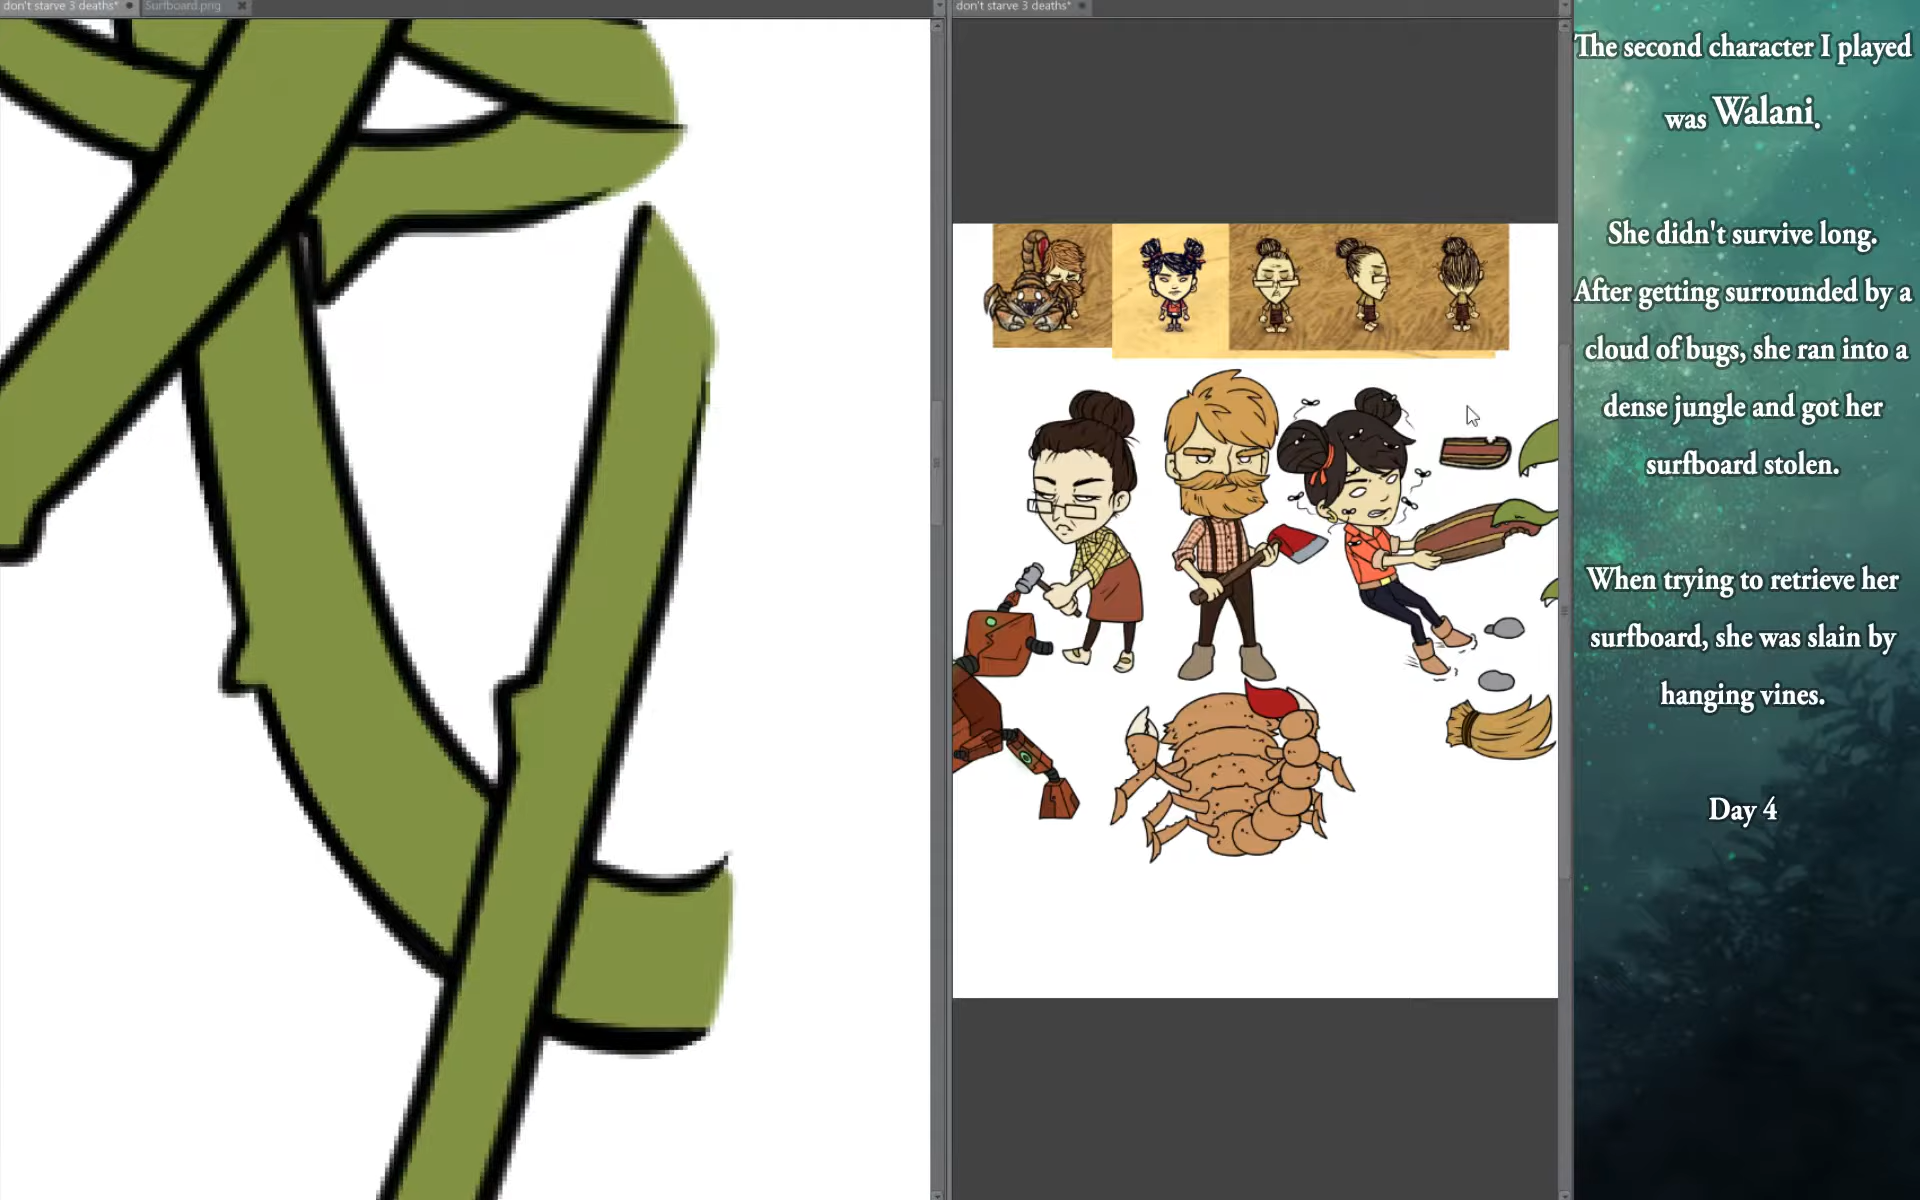 don't starve 3 deaths*
Surfboard.png
don't starve 3 deaths*
The second character I played
was Walani.
She didn't survive long.
After getting surrounded by a
cloud of bugs, she ran into a
dense jungle and got her
surfboard stolen.
When trying to retrieve her
surfboard, she was slain by
hanging vines.
Day 4